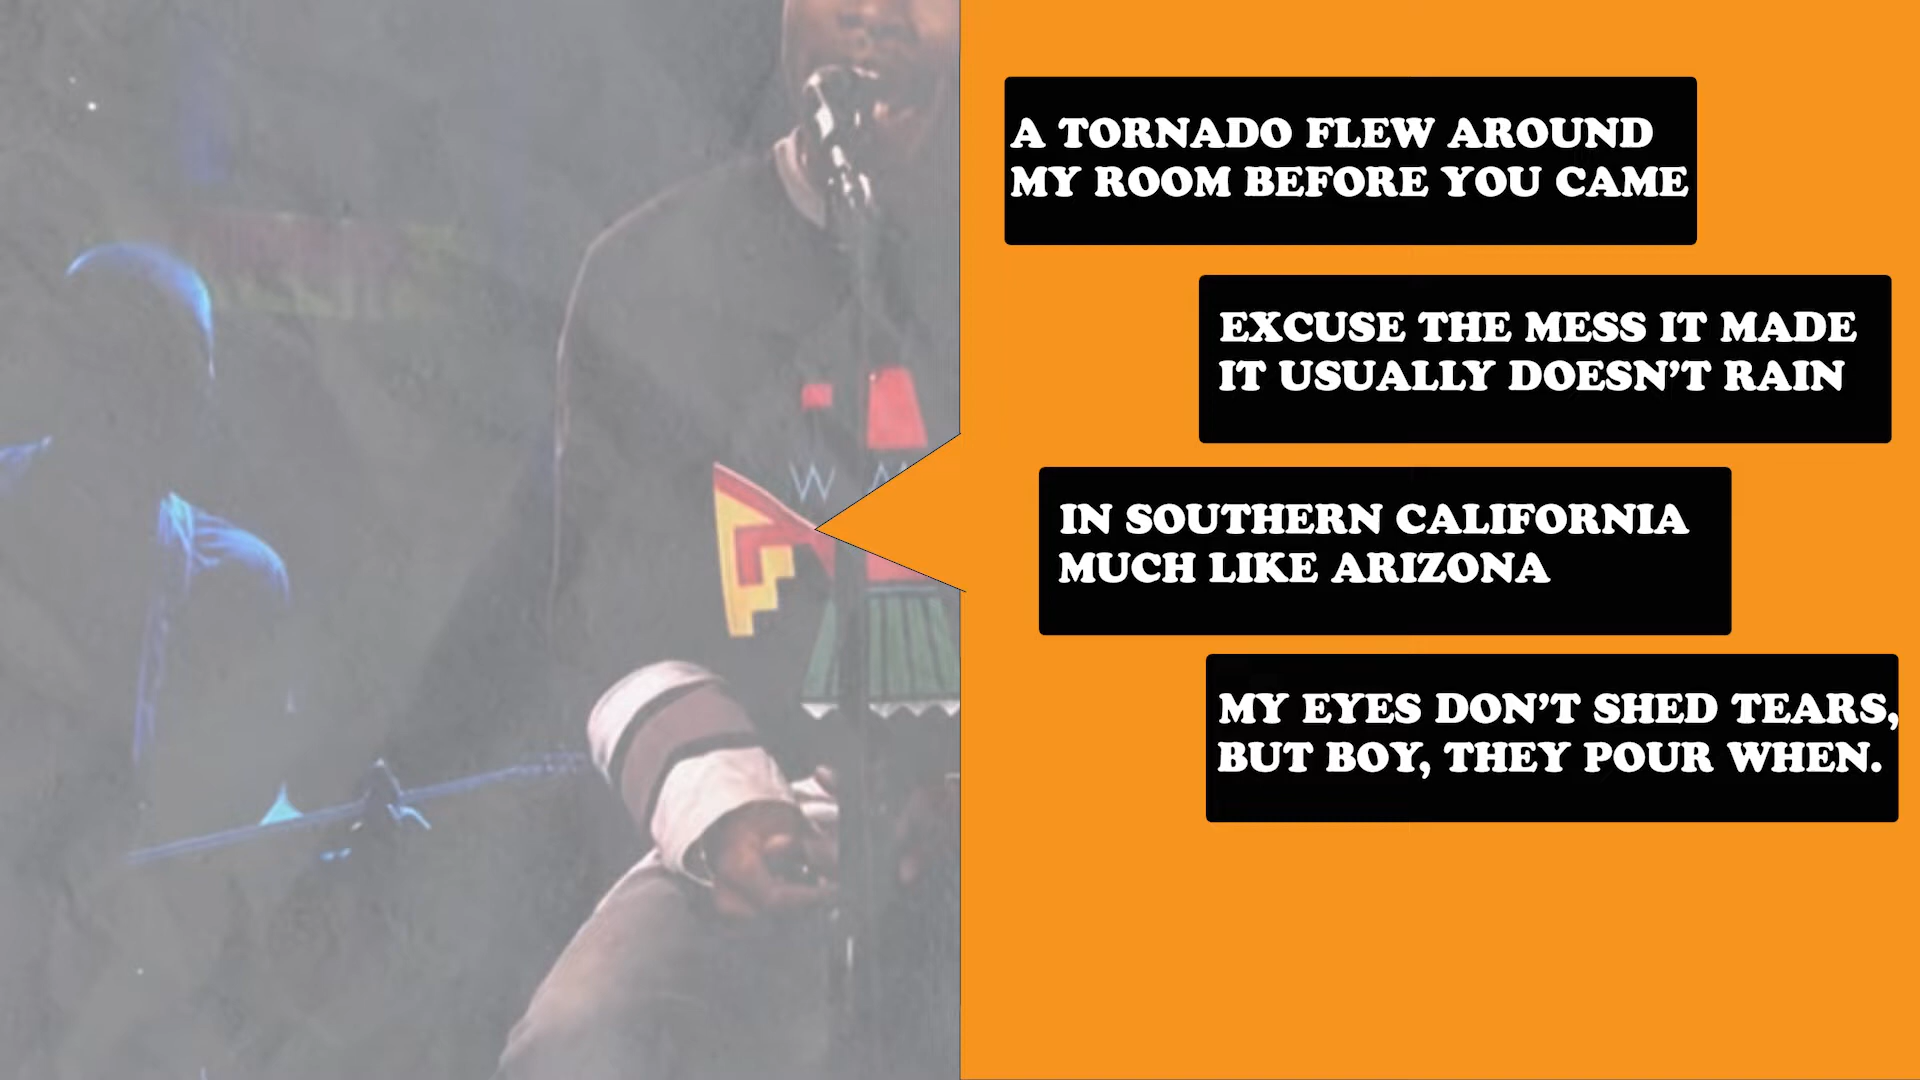 A TORNADO FLEW AROUND
MY ROOM BEFORE YOU CAME
EXCUSE THE MESS IT MADE
IT USUALLY DOESN'T RAIN
IN SOUTHERN CALIFORNIA
MUCH LIKE ARIZONA
MY EYES DON'T SHED TEARS,
BUT BOY, THEY POUR WHEN.